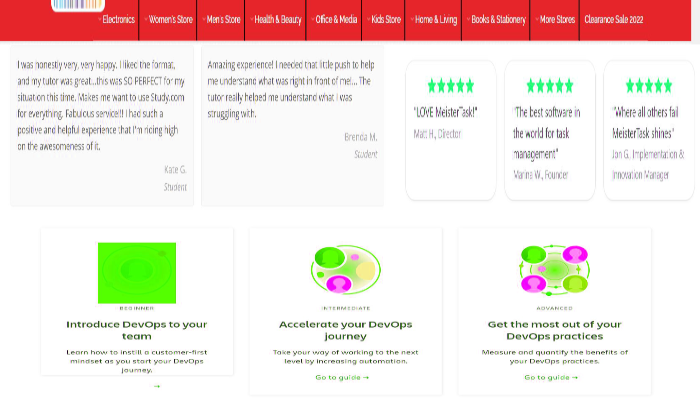 Electronics Women's Store Men's Store Health & Beauty Office & Media Kids Store Home & Living Books & Stationery More Stores Clearance Sale 2022
I was honestly very, very happy. I liked the format,
and my tutor was great...this was SO PERFECT for my
situation this time. Makes me want to use Study.com
for everything. Fabulous service!!! I had such a
positive and helpful experience that I'm riding high
on the awesomeness of it.
Kate G.
Student
Amazing experience! I needed that little push to help
me understand what was right in front of me!... The
tutor really helped me understand what I was
struggling with.
Brenda M.
Student
"LOVE MeisterTask!"
Matt H., Director
"The best software in
the world for task
management"
Marina W., Founder
"Where all others fail
MeisterTask shines"
Jon G., Implementation &
Innovation Manager
BEGINNER
Introduce DevOps to your
team
Learn how to instill a customer-first
mindset as you start your DevOps
journey.
→
INTERMEDIATE
Accelerate your DevOps
journey
Take your way of working to the next
level by increasing automation.
Go to guide →
ADVANCED
Get the most out of your
DevOps practices
Measure and quantify the benefits of
your DevOps practices.
Go to guide →